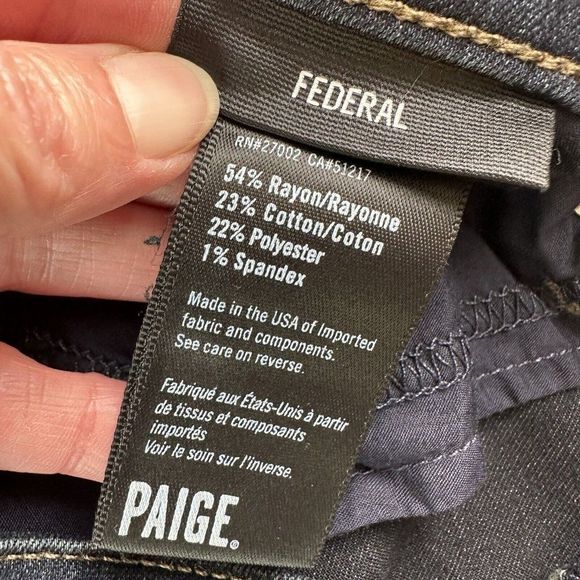 FEDERAL
RN#27002 CA#51217
54% Rayon/Rayonne
23% Cotton/Coton
22% Polyester
1% Spandex
Made in the USA of Imported
fabric and components.
See care on reverse.
Fabriqué aux États-Unis à partir
de tissus et composants
importés
Voir le soin sur l'inverse.
PAIGE®